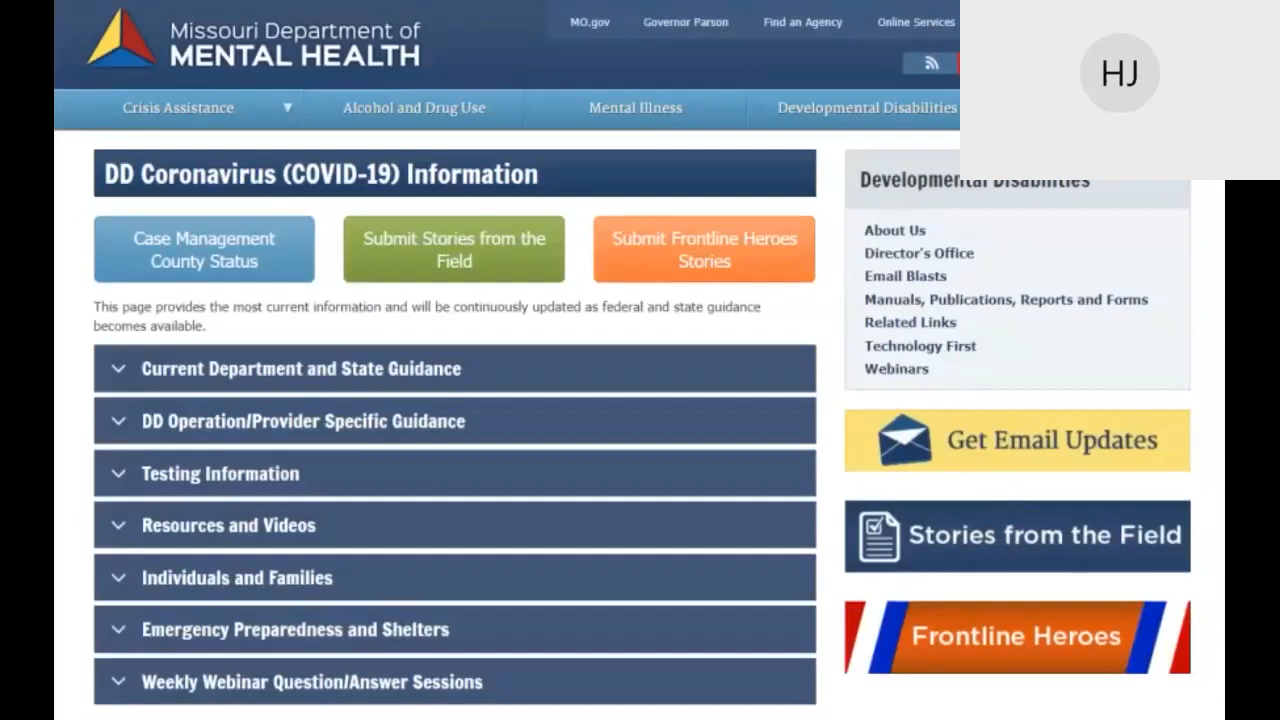 Missouri Department of
MENTAL HEALTH
MO.gov
Governor Parson
Find an Agency
Online Services
HJ
Crisis Assistance
Alcohol and Drug Use
Mental Illness
Developmental Disabilities
DD Coronavirus (COVID-19) Information
Case Management
County Status
Submit Stories from the
Field
Submit Frontline Heroes
Stories
This page provides the most current information and will be continuously updated as federal and state guidance
becomes available.
Current Department and State Guidance
DD Operation/Provider Specific Guidance
Testing Information
Resources and Videos
Individuals and Families
Emergency Preparedness and Shelters
Weekly Webinar Question/Answer Sessions
Developmental Disabilities
About Us
Director's Office
Email Blasts
Manuals, Publications, Reports and Forms
Related Links
Technology First
Webinars
Get Email Updates
Stories from the Field
Frontline Heroes